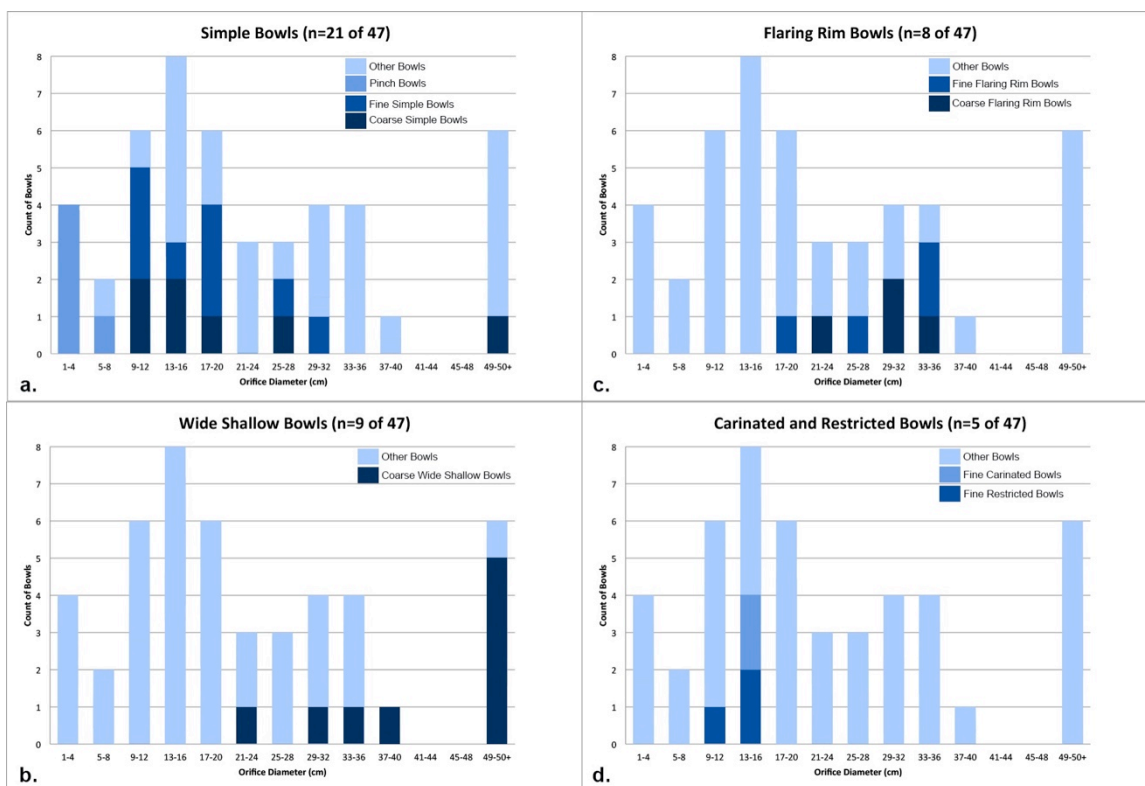 Simple Bowls (n=21 of 47)
Other Bowls
Pinch Bowls
Fine Simple Bowls
Coarse Simple Bowls
Count of Bowls
8
7
6
5
4
3
2
1
0
1-4 5-8 9-12 13-16 17-20 21-24 25-28 29-32 33-36 37-40 41-44 45-48 49-50+
Orifice Diameter (cm)
a.
Flaring Rim Bowls (n=8 of 47)
Other Bowls
Fine Flaring Rim Bowls
Coarse Flaring Rim Bowls
Count of Bowls
8
7
6
5
4
3
2
1
0
1-4 5-8 9-12 13-16 17-20 21-24 25-28 29-32 33-36 37-40 41-44 45-48 49-50+
Orifice Diameter (cm)
c.
Wide Shallow Bowls (n=9 of 47)
Other Bowls
Coarse Wide Shallow Bowls
Count of Bowls
8
7
6
5
4
3
2
1
0
1-4 5-8 9-12 13-16 17-20 21-24 25-28 29-32 33-36 37-40 41-44 45-48 49-50+
Orifice Diameter (cm)
b.
Carinated and Restricted Bowls (n=5 of 47)
Other Bowls
Fine Carinated Bowls
Fine Restricted Bowls
Count of Bowls
8
7
6
5
4
3
2
1
0
1-4 5-8 9-12 13-16 17-20 21-24 25-28 29-32 33-36 37-40 41-44 45-48 49-50+
Orifice Diameter (cm)
d.